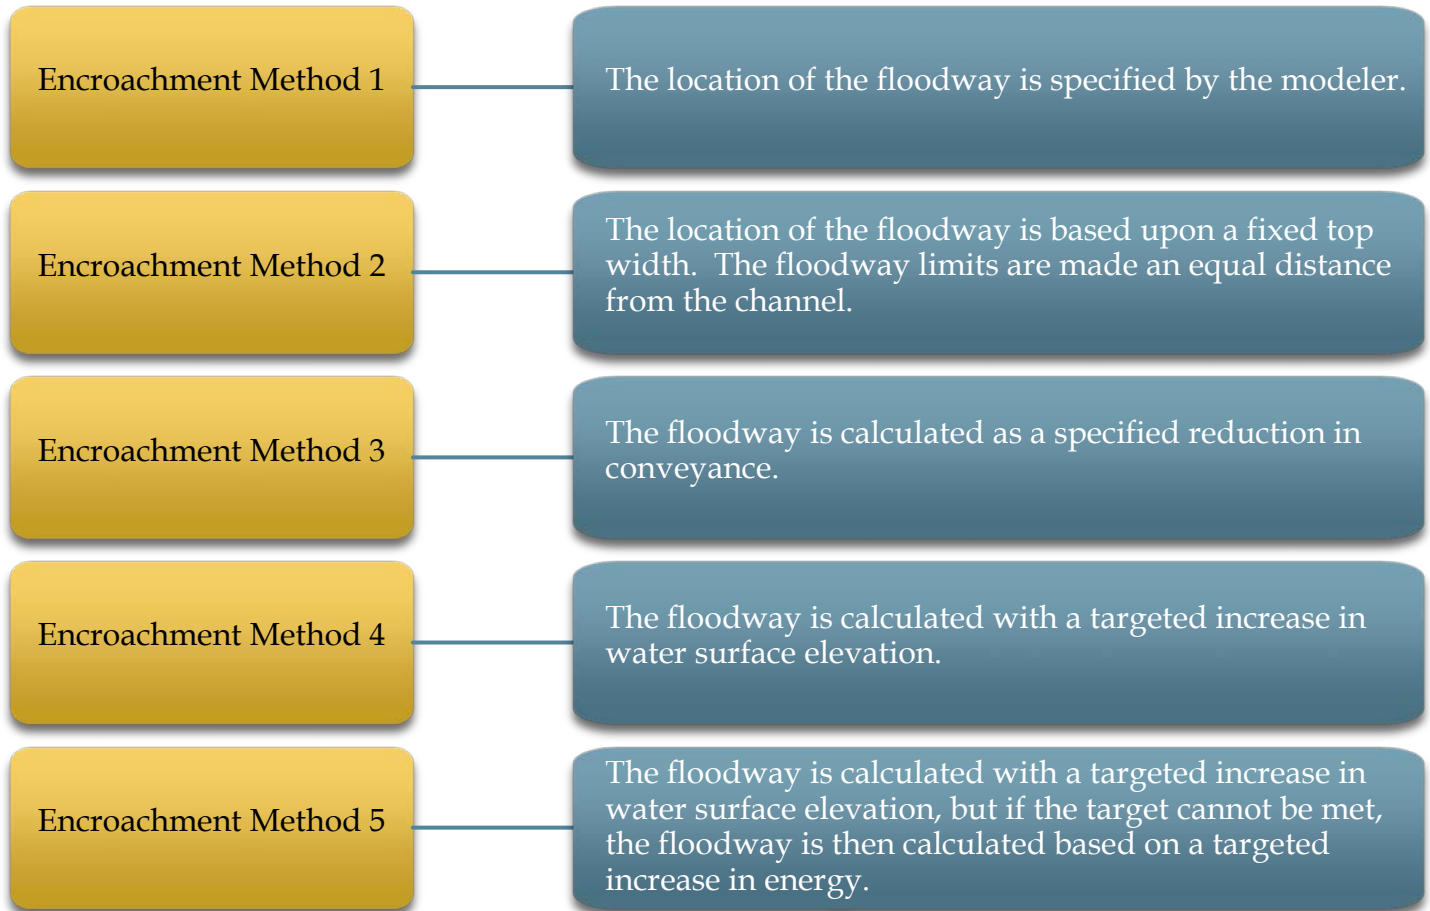 Encroachment Method 1
The location of the floodway is specified by the modeler.
Encroachment Method 2
The location of the floodway is based upon a fixed top
width.  The floodway limits are made an equal distance
from the channel.
Encroachment Method 3
The floodway is calculated as a specified reduction in
conveyance.
Encroachment Method 4
The floodway is calculated with a targeted increase in
water surface elevation.
Encroachment Method 5
The floodway is calculated with a targeted increase in
water surface elevation, but if the target cannot be met,
the floodway is then calculated based on a targeted
increase in energy.